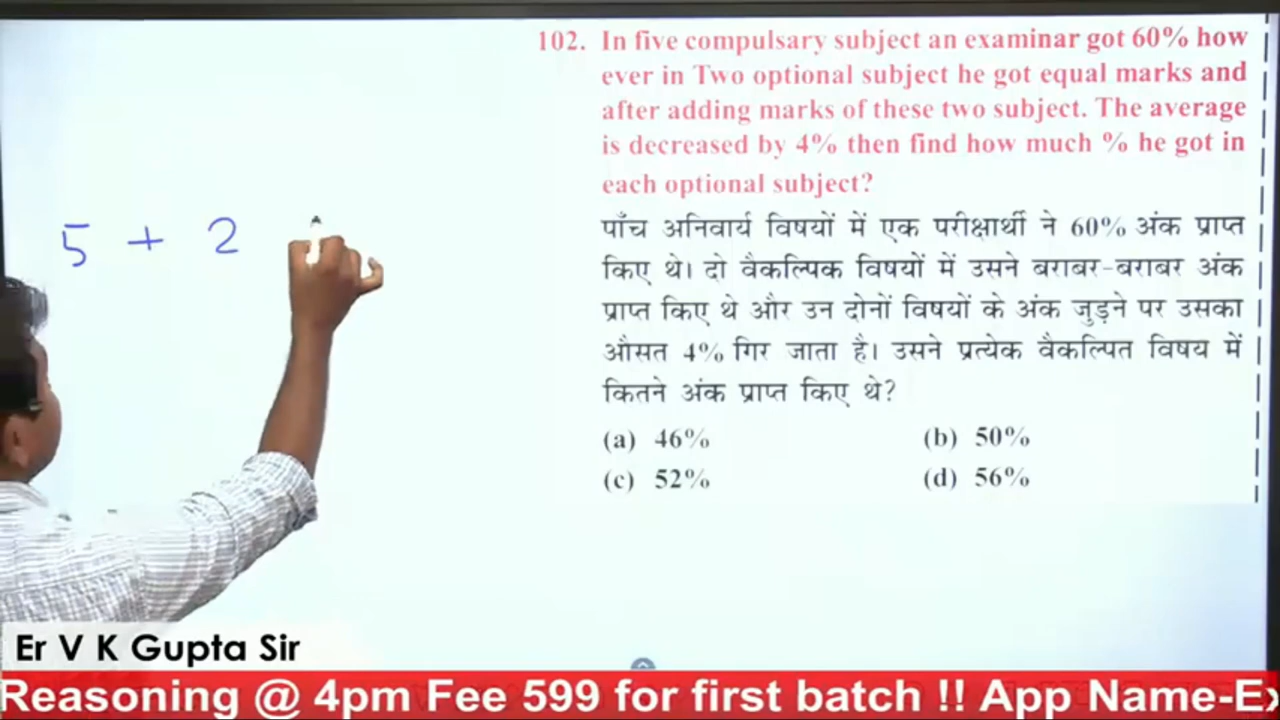 102. In five compulsary subject an examinar got 60% how
ever in Two optional subject he got equal marks and
after adding marks of these two subject. The average
is decreased by 4% then find how much % he got in
each optional subject?
पाँच अनिवार्य विषयों में एक परीक्षार्थी ने 60% अंक प्राप्त
किए थे। दो वैकल्पिक विषयों में उसने बराबर-बराबर अंक
प्राप्त किए थे और उन दोनों विषयों के अंक जुड़ने पर उसका
औसत 4% गिर जाता है। उसने प्रत्येक वैकल्पित विषय में
कितने अंक प्राप्त किए थे?
(a) 46% (b) 50%
(c) 52% (d) 56%
5 + 2
Er V K Gupta Sir
Reasoning @ 4pm Fee 599 for first batch !! App Name-Ex